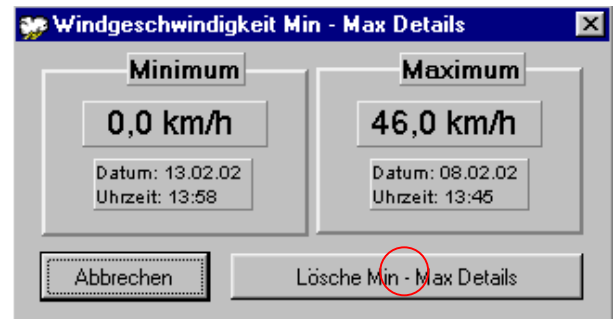 Windgeschwindigkeit Min - Max Details
Minimum
Maximum
0,0 km/h
46,0 km/h
Datum: 13.02.02
Uhrzeit: 13:58
Datum: 08.02.02
Uhrzeit: 13:45
Abbrechen
Lösche Min - Max Details